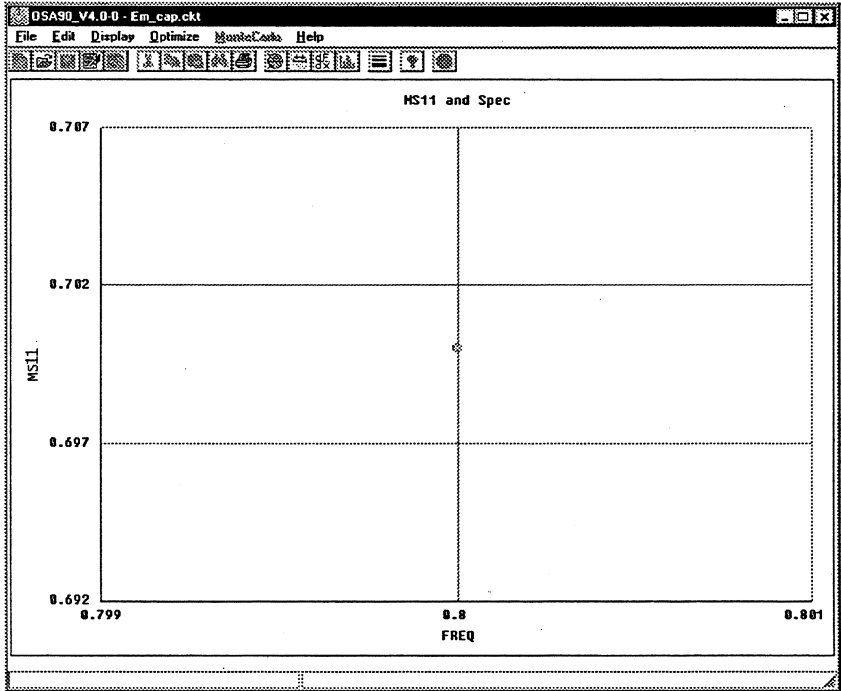 OSA90_V4.0-0 - Em_cap.ckt
File Edit Display Optimize MonteCarlo Help
MS11 and Spec
0.707
0.702
MS11
0.697
0.692
0.799 0.8 0.801
FREQ